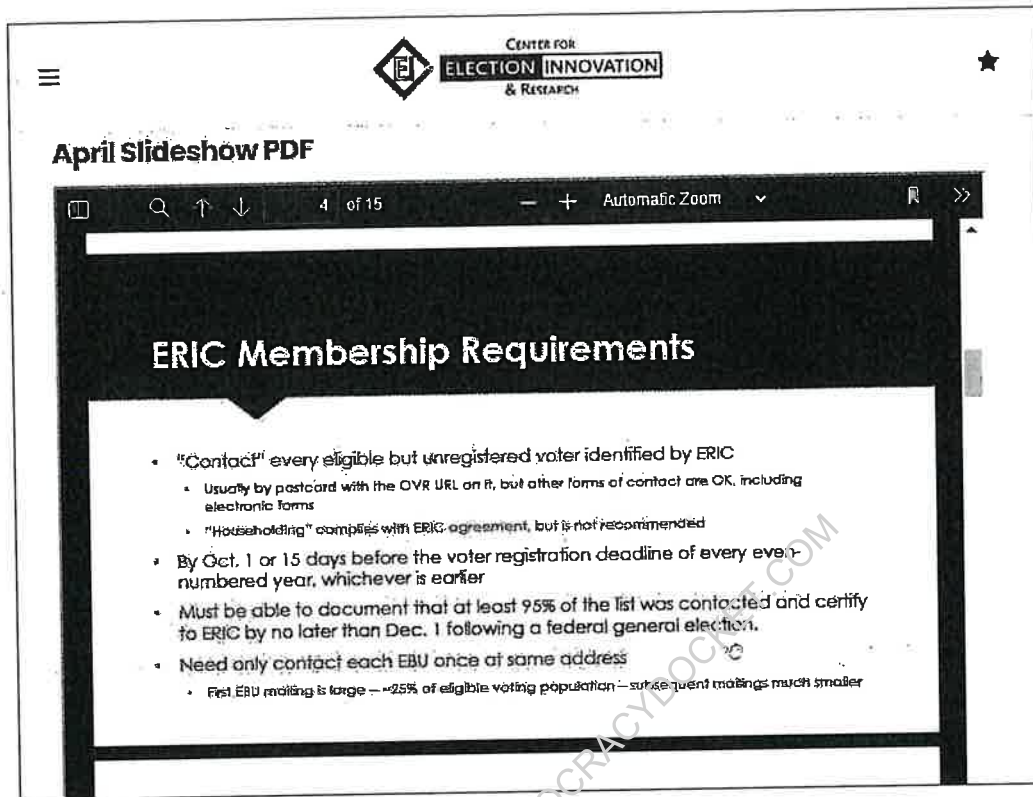 CENTER FOR
ELECTION INNOVATION
& RESEARCH
April Slideshow PDF
4 of 15
Automatic Zoom
ERIC Membership Requirements
• "Contact" every eligible but unregistered voter identified by ERIC
• Usually by postcard with the OVR URL on it, but other forms of contact are OK, including
electronic forms
• "Householding" complies with ERIC agreement, but is not recommended
• By Oct. 1 or 15 days before the voter registration deadline of every even-
numbered year, whichever is earlier
• Must be able to document that at least 95% of the list was contacted and certify
to ERIC by no later than Dec. 1 following a federal general election.
• Need only contact each EBU once at same address
• First EBU mailing is large – ~25% of eligible voting population – subsequent mailings much smaller
OCRACYDOCKET.COM